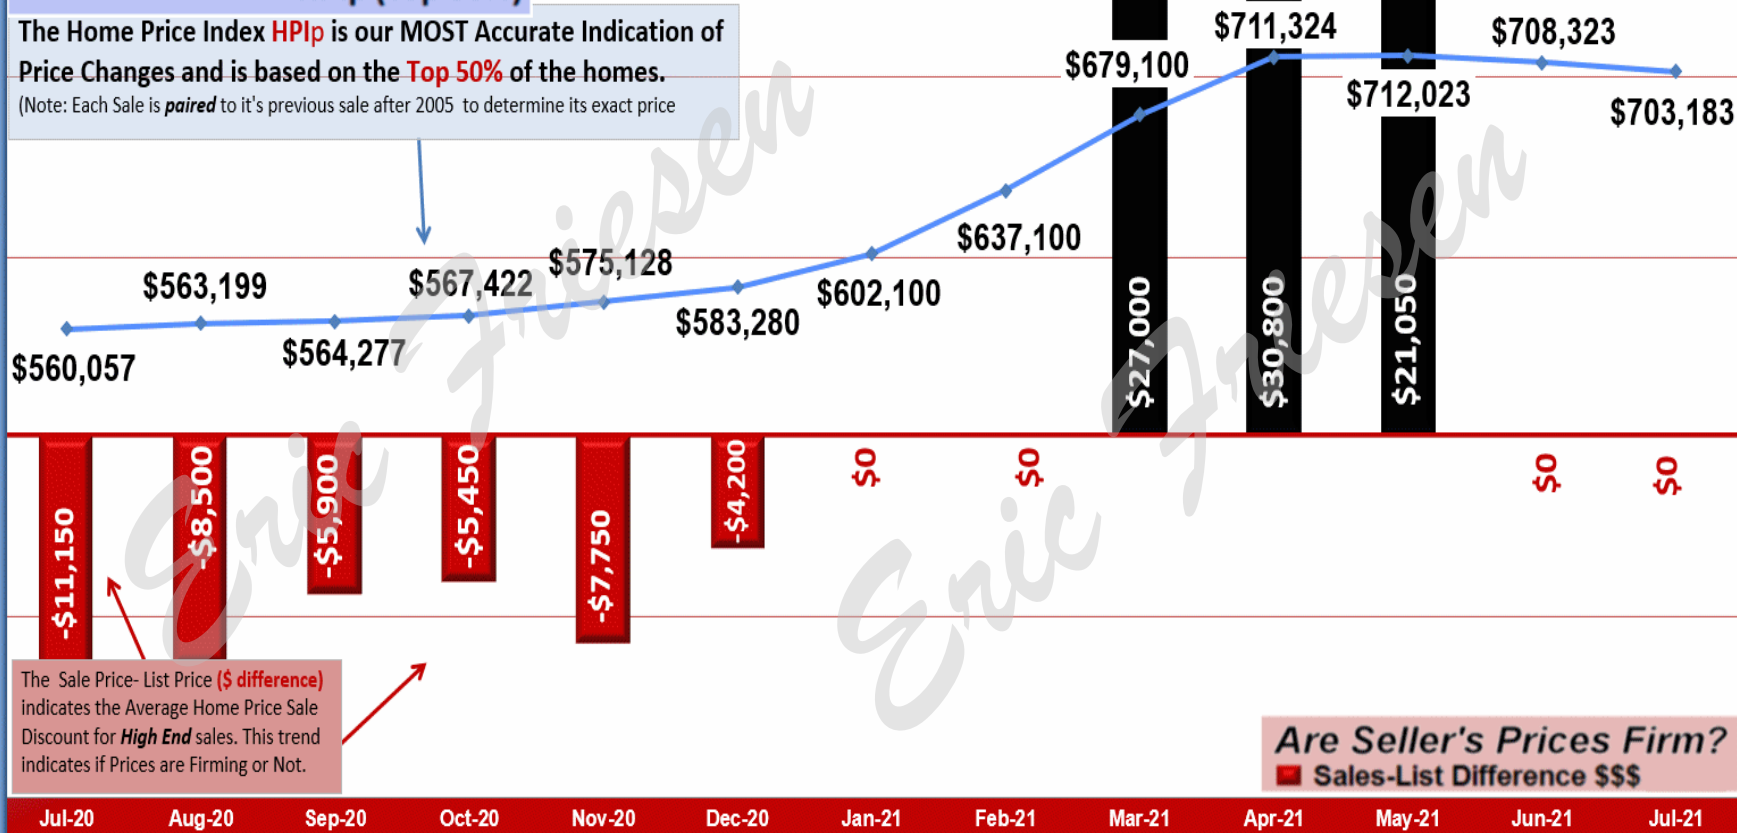 The Home Price Index HPIp is our MOST Accurate Indication of
Price Changes and is based on the Top 50% of the homes.
(Note: Each Sale is paired to it's previous sale after 2005 to determine its exact price
$560,057
$563,199
$564,277
$567,422
$575,128
$583,280
$602,100
$637,100
$679,100
$711,324
$712,023
$708,323
$703,183
-$11,150
-$8,500
-$5,900
-$5,450
-$7,750
-$4,200
$0
$0
$27,000
$30,800
$21,050
$0
$0
Eric Friesen
Eric Friesen
The Sale Price- List Price ($ difference)
indicates the Average Home Price Sale
Discount for High End sales. This trend
indicates if Prices are Firming or Not.
Are Seller's Prices Firm?
Sales-List Difference $$$
Jul-20 Aug-20 Sep-20 Oct-20 Nov-20 Dec-20 Jan-21 Feb-21 Mar-21 Apr-21 May-21 Jun-21 Jul-21